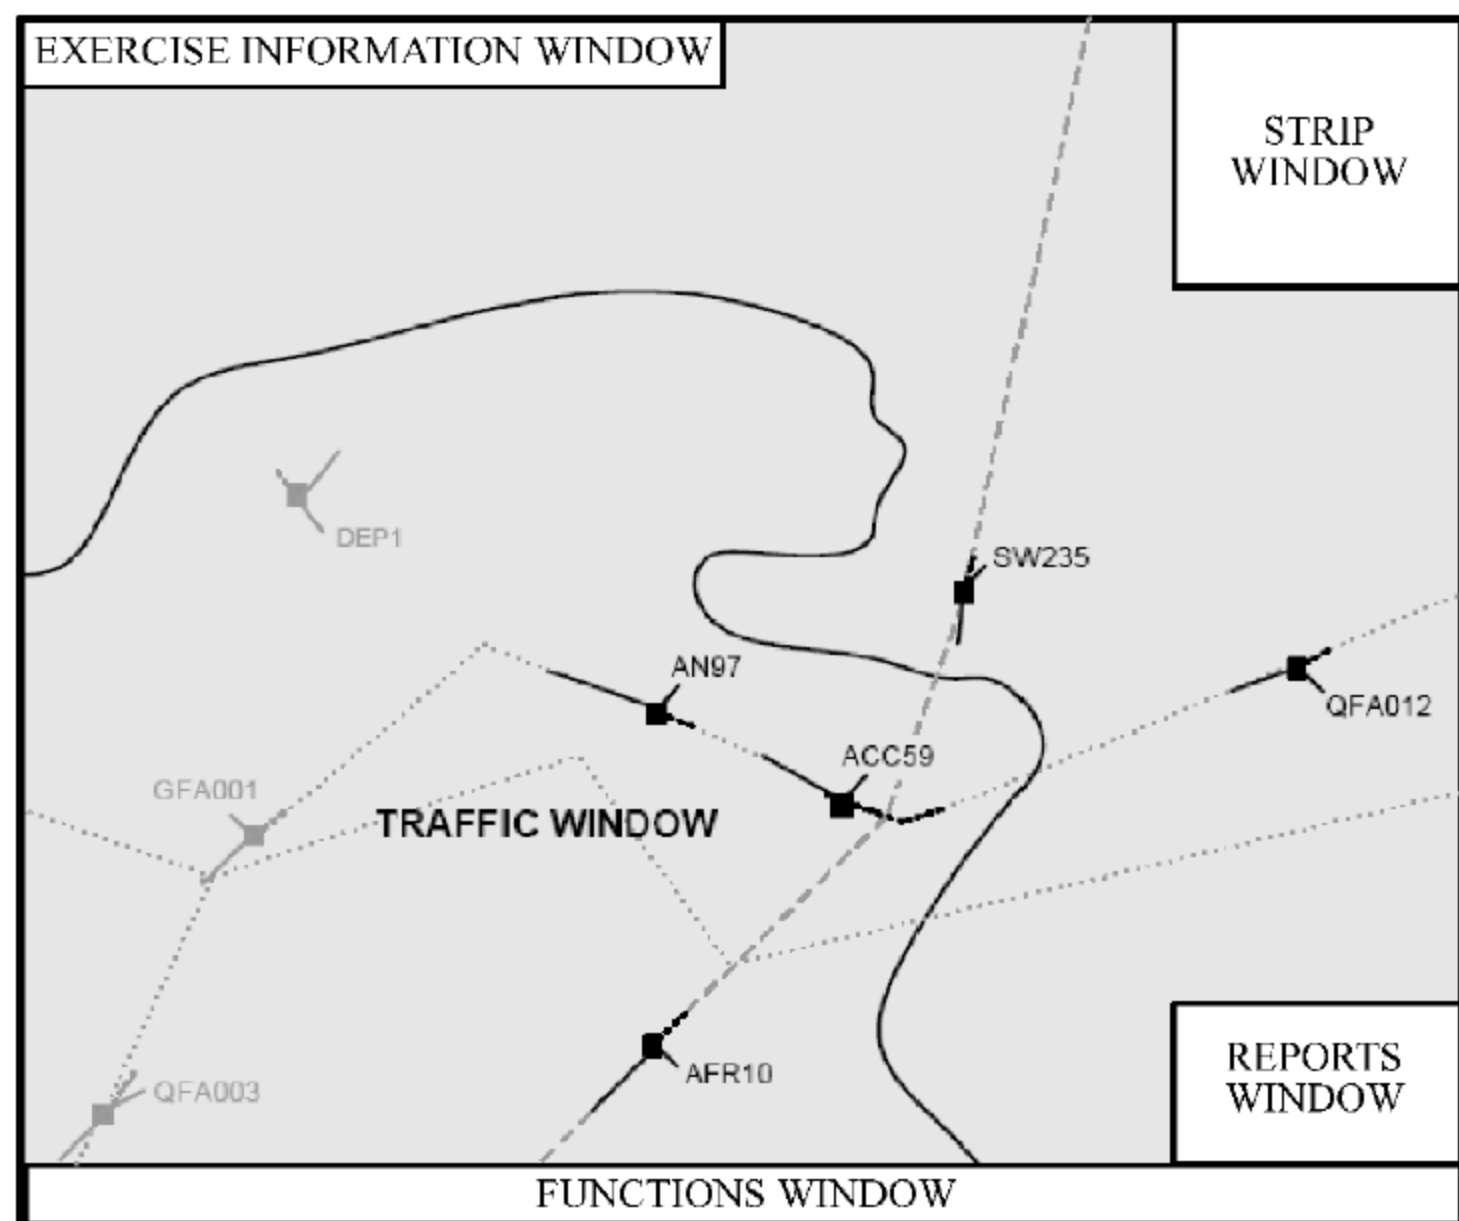 EXERCISE INFORMATION WINDOW
STRIP
WINDOW
DEP1
SW235
AN97
QFA012
ACC59
GFA001
TRAFFIC WINDOW
AFR10
QFA003
REPORTS
WINDOW
FUNCTIONS WINDOW